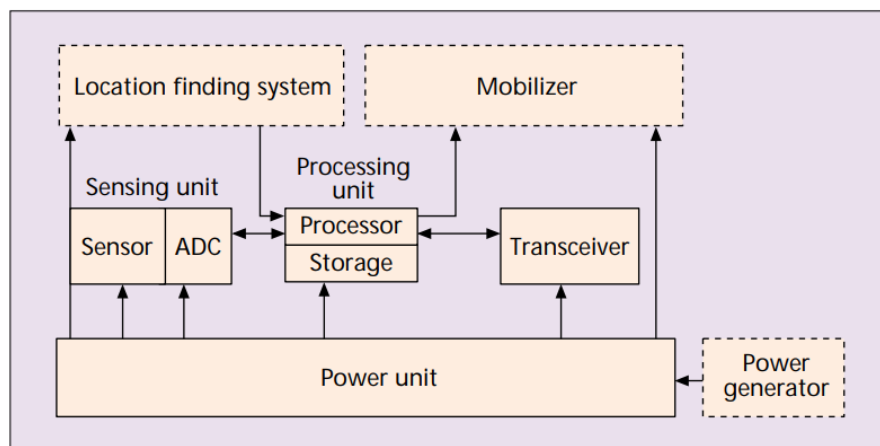 Location finding system
Mobilizer
Sensing unit
Processing
unit
Sensor
ADC
Processor
Storage
Transceiver
Power unit
Power
generator